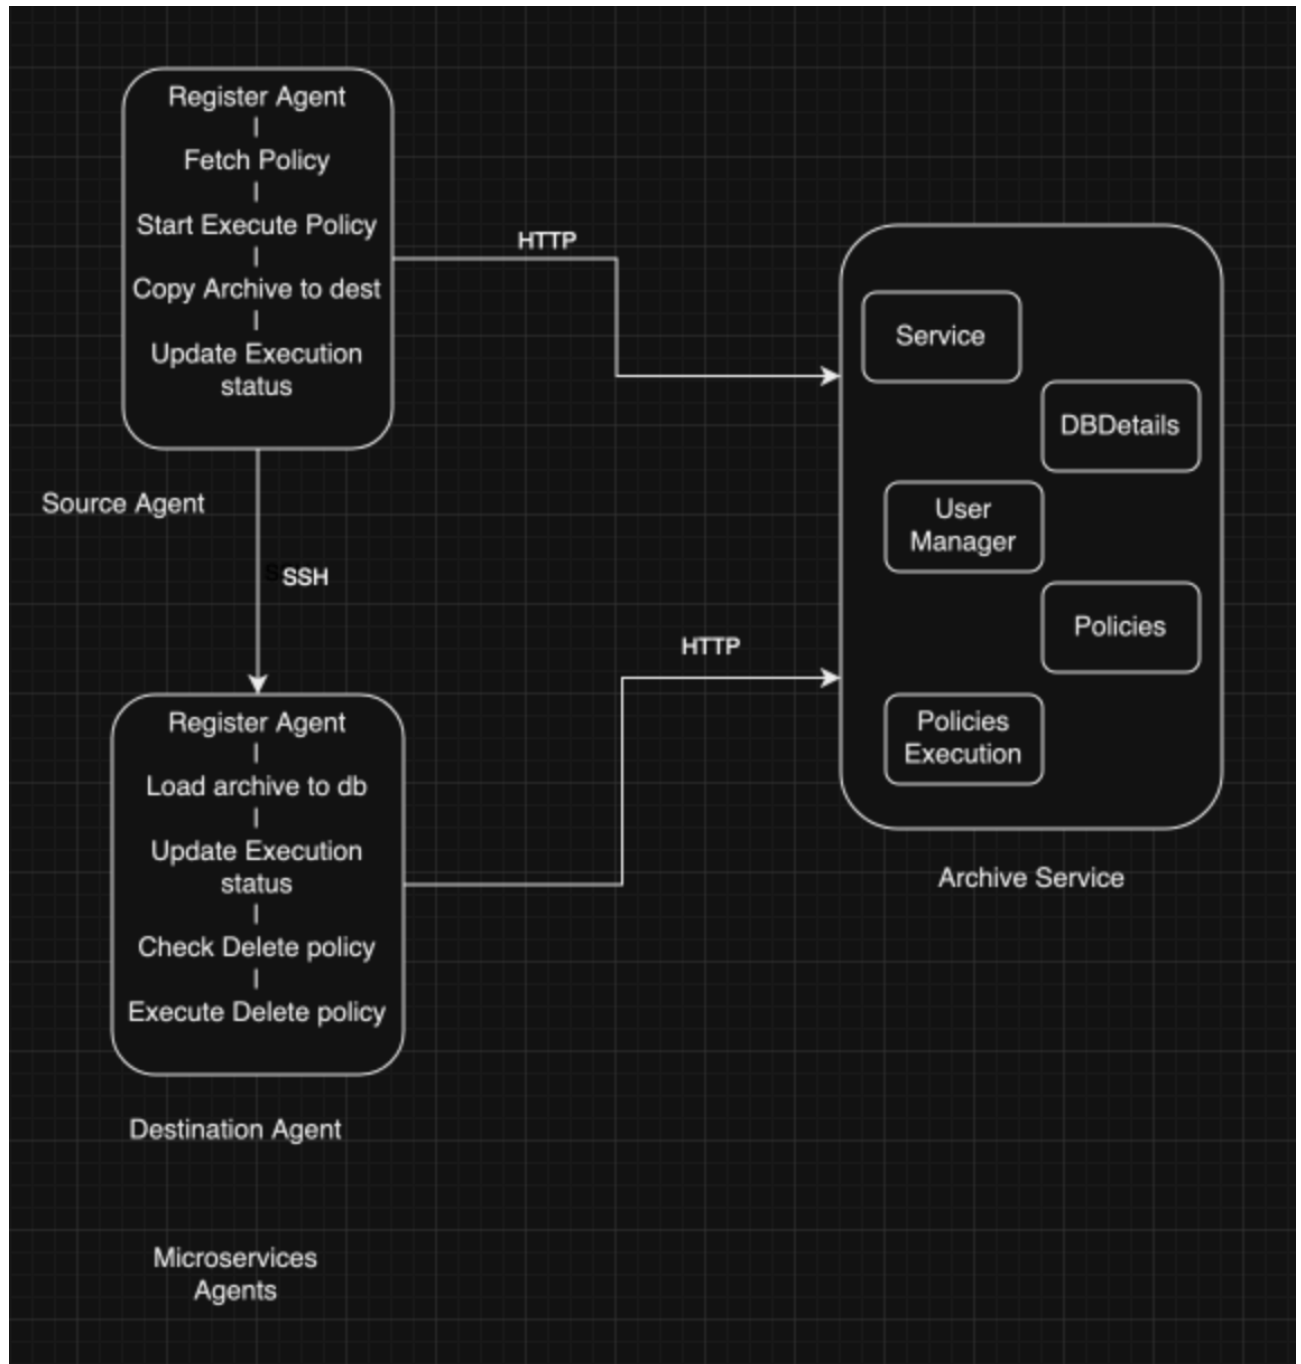 Register Agent
|
Fetch Policy
|
Start Execute Policy
|
Copy Archive to dest
|
Update Execution
status
Source Agent
HTTP
SSH
Register Agent
|
Load archive to db
|
Update Execution
status
|
Check Delete policy
|
Execute Delete policy
Destination Agent
HTTP
Service
DBDetails
User
Manager
Policies
Policies
Execution
Archive Service
Microservices
Agents